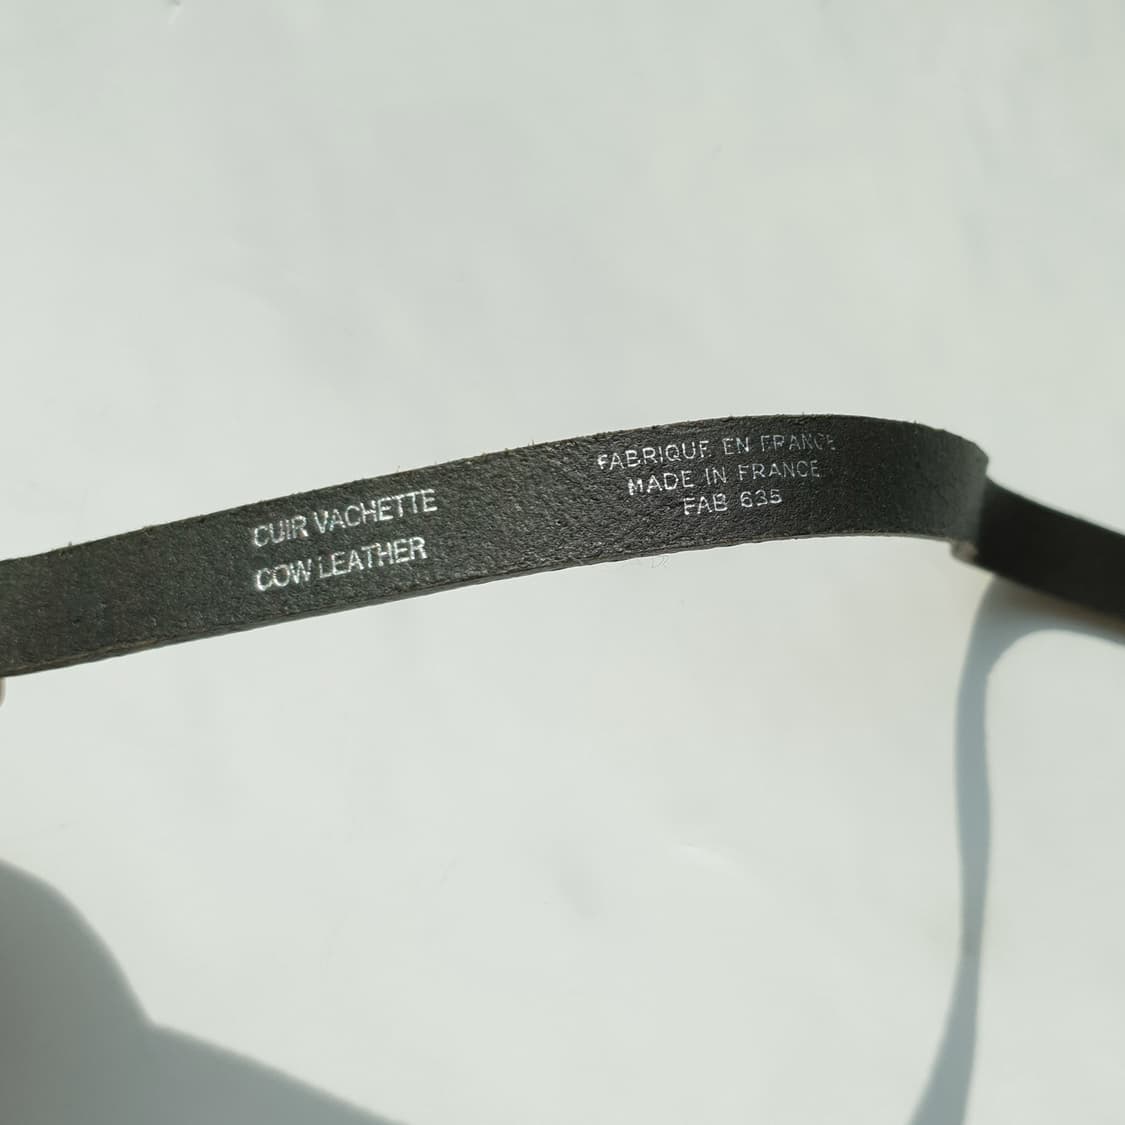 CUIR VACHETTE
COW LEATHER
FABRIQUE EN FRANCE
MADE IN FRANCE
FAB 635